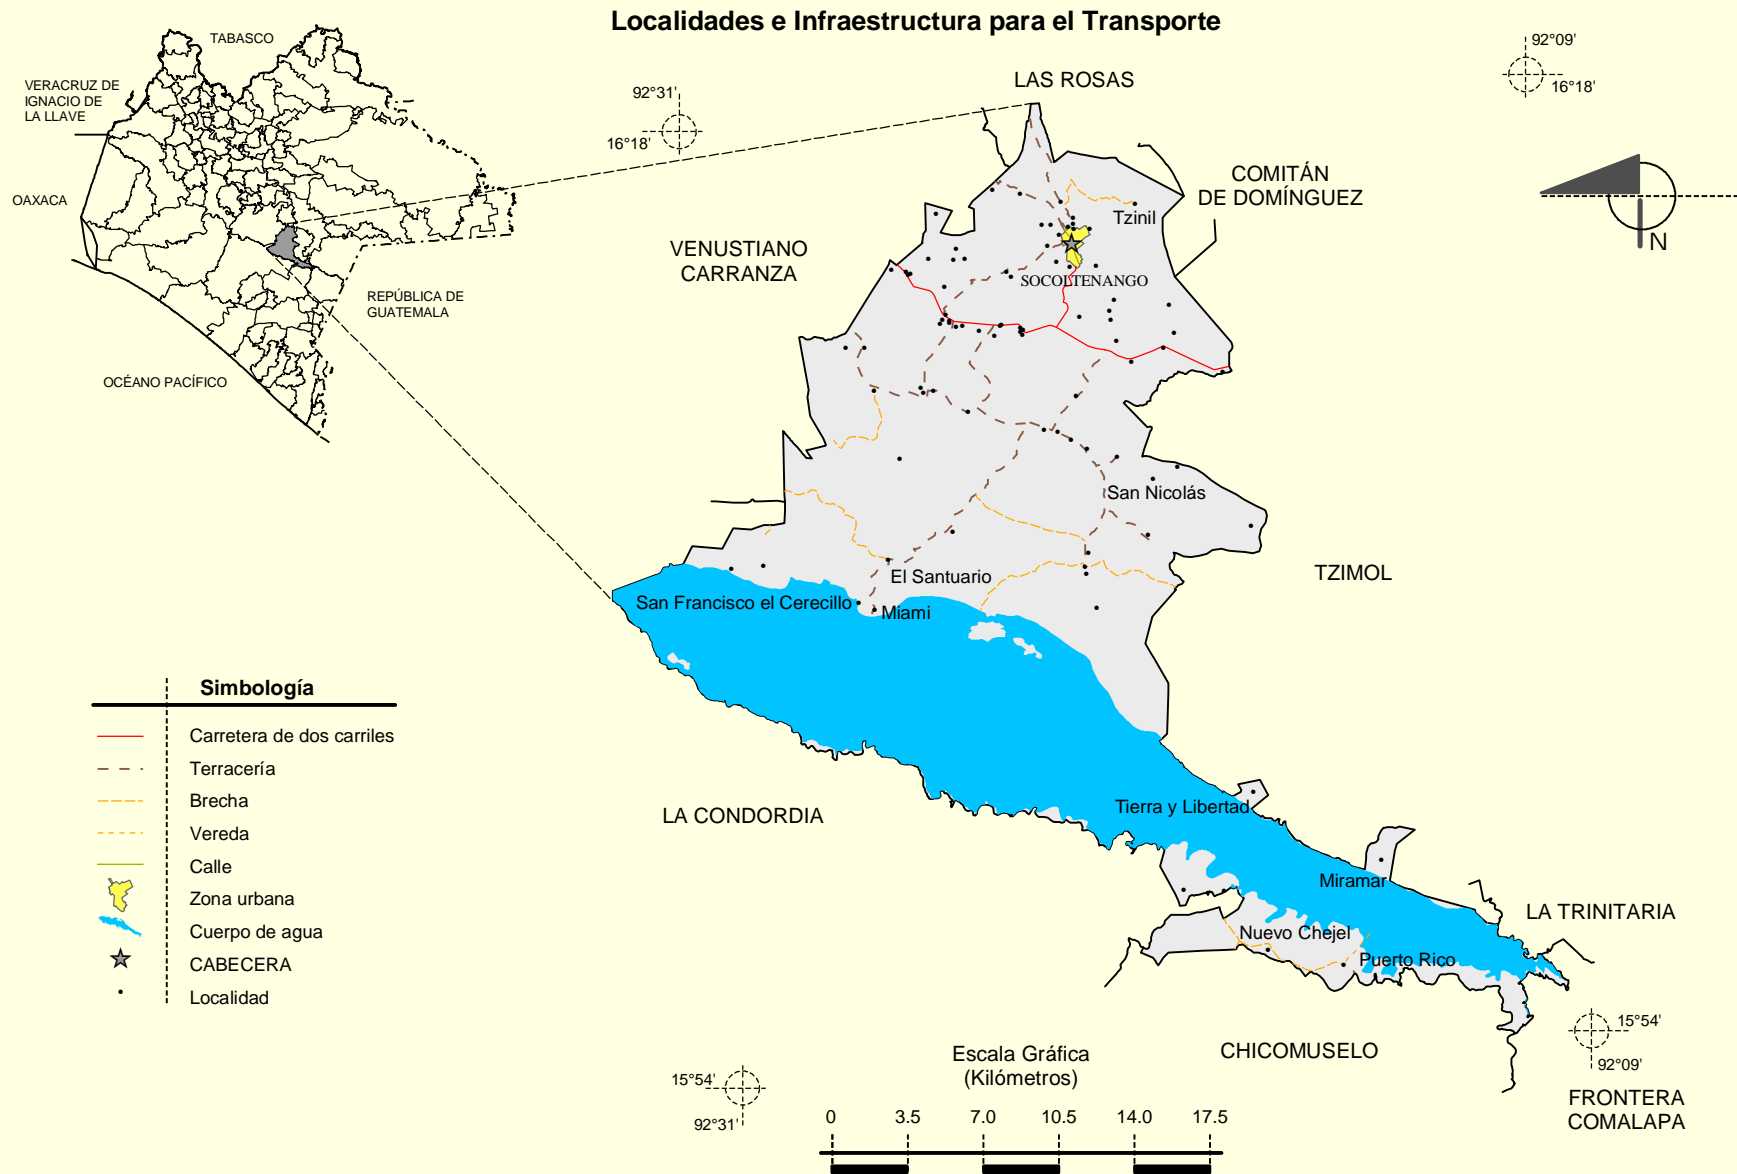 Localidades e Infraestructura para el Transporte
TABASCO
VERACRUZ DE
IGNACIO DE
LA LLAVE
OAXACA
REPÚBLICA DE
GUATEMALA
OCÉANO PACÍFICO
92°31'
16°18'
92°09'
16°18'
LAS ROSAS
COMITÁN
DE DOMÍNGUEZ
N
VENUSTIANO
CARRANZA
Tzinil
SOCOLTENANGO
San Nicolás
TZIMOL
El Santuario
San Francisco el Cerecillo
Miami
Simbología
Carretera de dos carriles
Terracería
Brecha
Vereda
Calle
Zona urbana
Cuerpo de agua
CABECERA
Localidad
LA CONDORDIA
Tierra y Libertad
Miramar
LA TRINITARIA
Nuevo Chejel
Puerto Rico
CHICOMUSELO
15°54'
92°09'
FRONTERA
COMALAPA
15°54'
92°31'
Escala Gráfica
(Kilómetros)
0 3.5 7.0 10.5 14.0 17.5